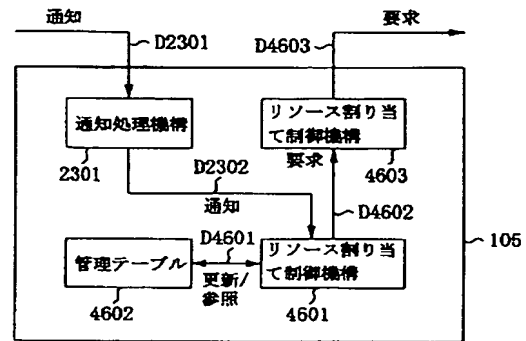 通知
要求
D2301
D4603
通知処理機構
リソース割り当
て制御機構
2301
要求
4603
D2302
通知
D4602
D4601
管理テーブル
更新/
参照
リソース割り当
て制御機構
105
4602
4601